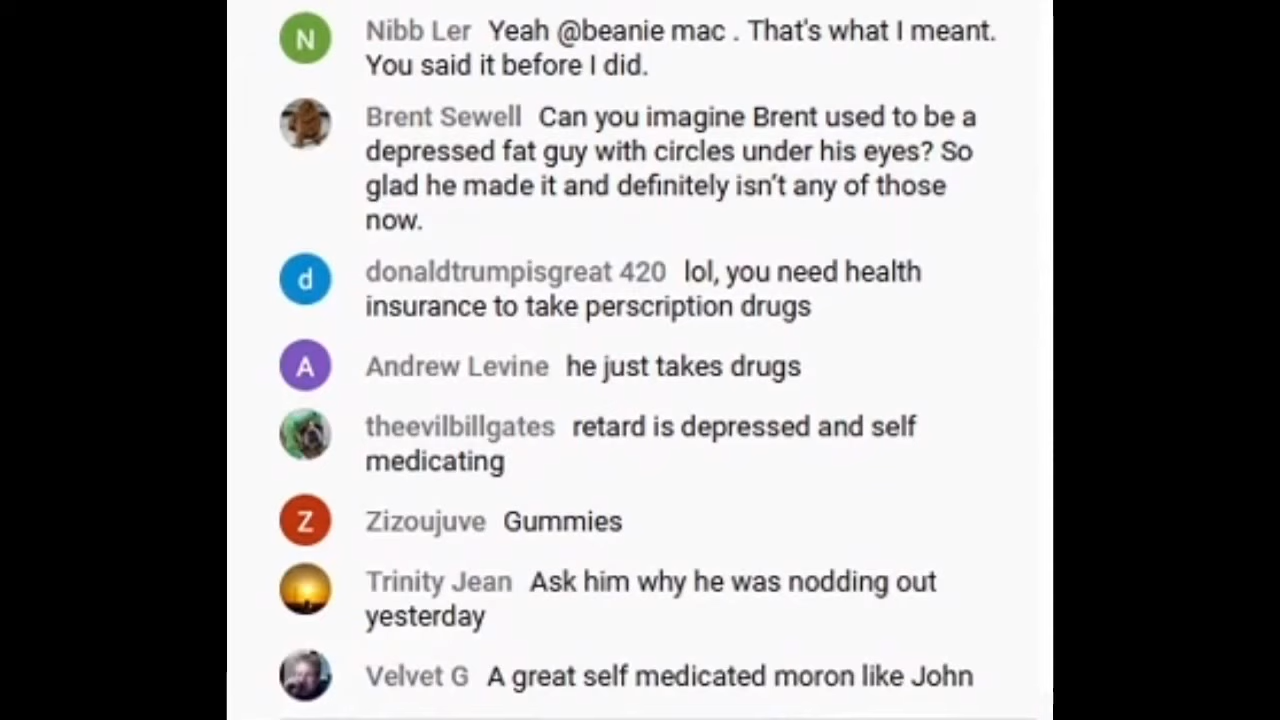 N Nibb Ler Yeah @beanie mac . That's what I meant.
You said it before I did.
Brent Sewell Can you imagine Brent used to be a
depressed fat guy with circles under his eyes? So
glad he made it and definitely isn't any of those
now.
d donaldtrumpisgreat 420 lol, you need health
insurance to take perscription drugs
A Andrew Levine he just takes drugs
theevilbillgates retard is depressed and self
medicating
Z Zizoujuve Gummies
Trinity Jean Ask him why he was nodding out
yesterday
Velvet G A great self medicated moron like John